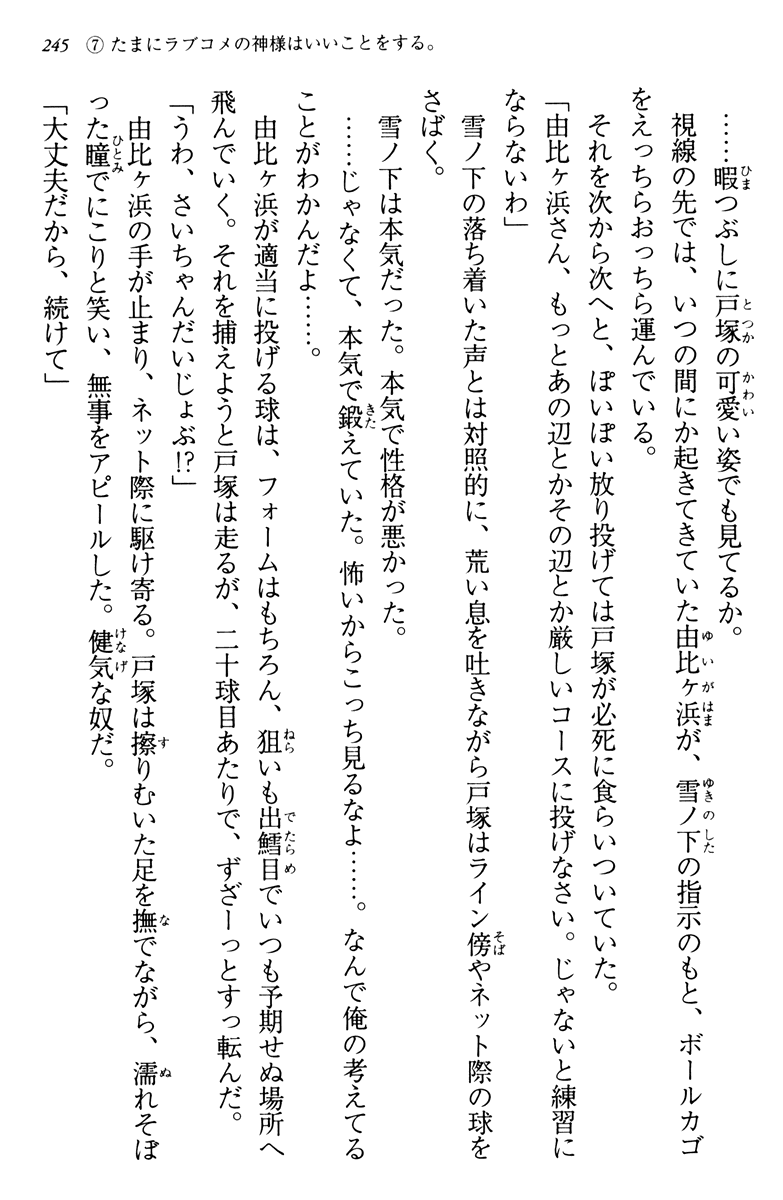 245 ⑦ たまにラブコメの神様はいいことをする。
……暇つぶしに戸塚の可愛い姿でも見てるか。
視線の先では、いつの間にか起きてきていた由比ヶ浜が、雪ノ下の指示のもと、ボールカゴ
をえっちらおっちら運んでいる。
それを次から次へと、ぽいぽい放り投げては戸塚が必死に食らいついていた。
「由比ヶ浜さん、もっとあの辺とかその辺とか厳しいコースに投げなさい。じゃないと練習に
ならないわ」
雪ノ下の落ち着いた声とは対照的に、荒い息を吐きながら戸塚はライン傍やネット際の球を
さばく。
雪ノ下は本気だった。本気で性格が悪かった。
……じゃなくて、本気で鍛えていた。怖いからこっち見るなよ……。なんで俺の考えてる
ことがわかんだよ……。
由比ヶ浜が適当に投げる球は、フォームはもちろん、狙いも出鱈目でいつも予期せぬ場所へ
飛んでいく。それを捕えようと戸塚は走るが、二十球目あたりで、ずざーっとすっ転んだ。
「うわ、さいちゃんだいじょぶ!?」
由比ヶ浜の手が止まり、ネット際に駆け寄る。戸塚は擦りむいた足を撫でながら、濡れそぼ
った瞳でにこりと笑い、無事をアピールした。健気な奴だ。
「大丈夫だから、続けて」